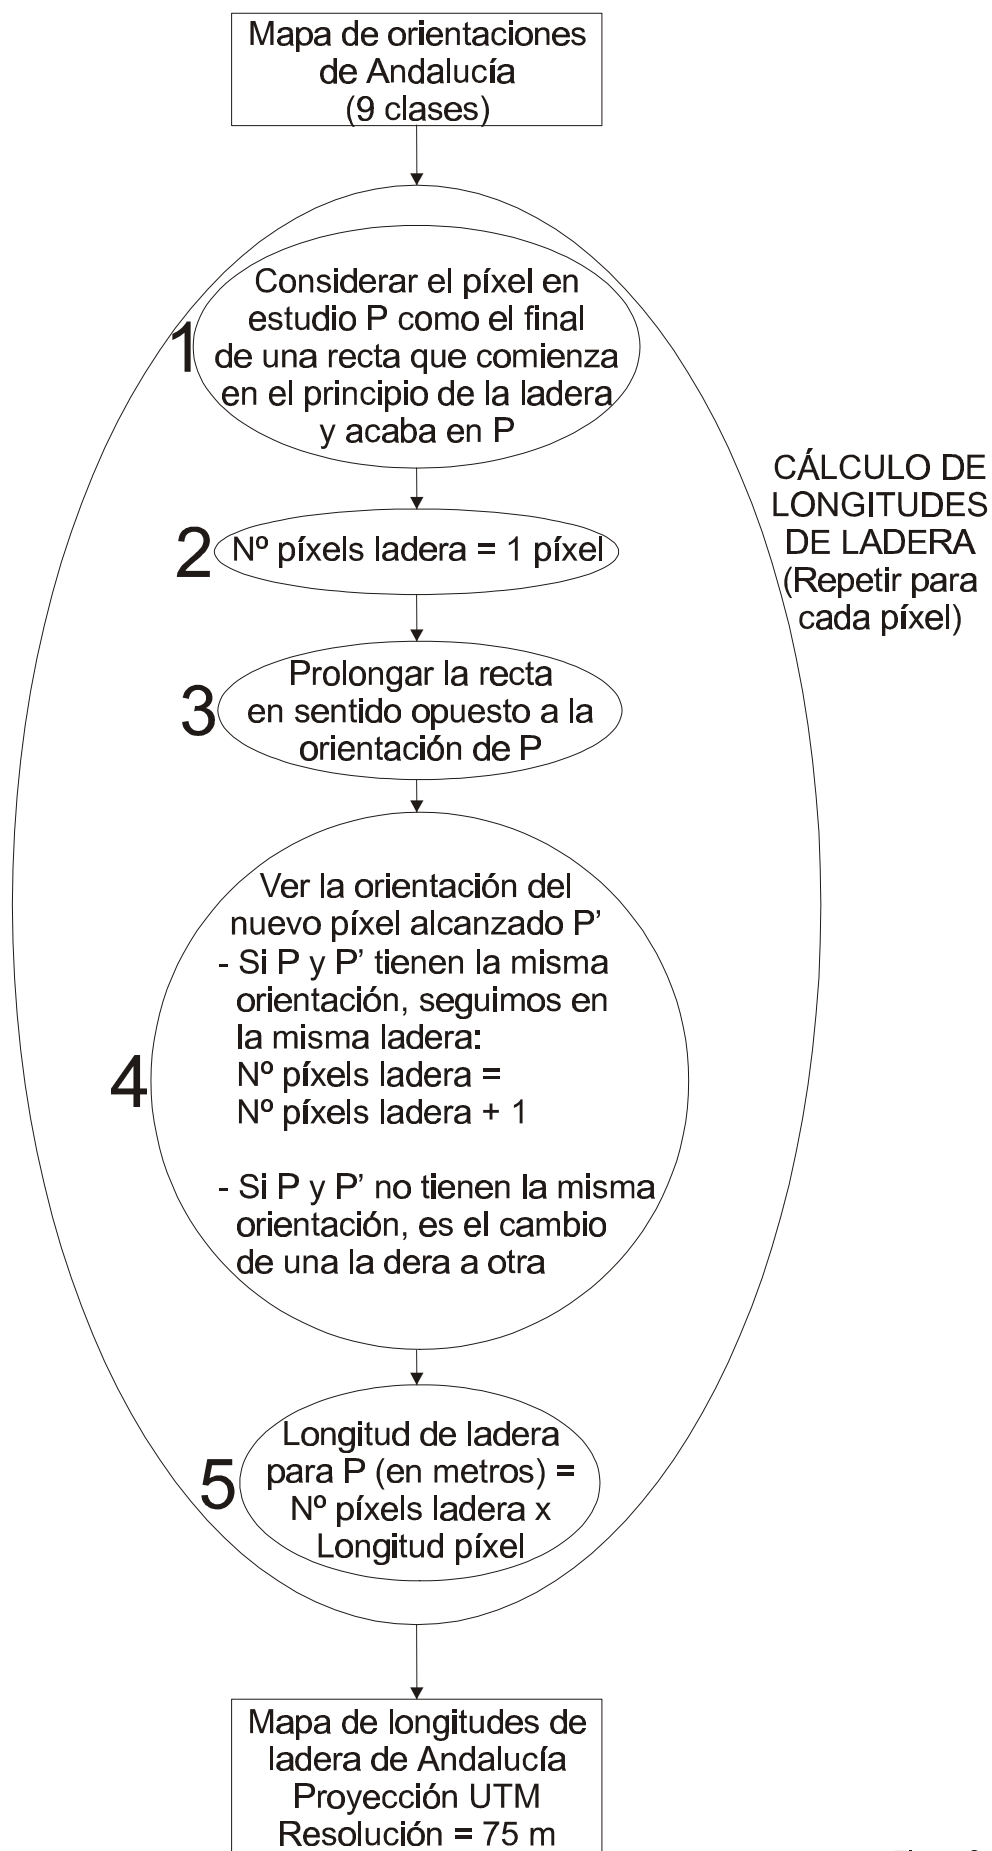 Mapa de orientaciones
de Andalucía
(9 clases)
1
Considerar el píxel en
estudio P como el final
de una recta que comienza
en el principio de la ladera
y acaba en P
CÁLCULO DE
LONGITUDES
DE LADERA
(Repetir para
cada píxel)
2
Nº píxels ladera = 1 píxel
3
Prolongar la recta
en sentido opuesto a la
orientación de P
4
Ver la orientación del
nuevo píxel alcanzado P’
- Si P y P’ tienen la misma
orientación, seguimos en
la misma ladera:
Nº píxels ladera =
Nº píxels ladera + 1
- Si P y P’ no tienen la misma
orientación, es el cambio
de una la dera a otra
5
Longitud de ladera
para P (en metros) =
Nº píxels ladera x
Longitud píxel
Mapa de longitudes de
ladera de Andalucía
Proyección UTM
Resolución = 75 m